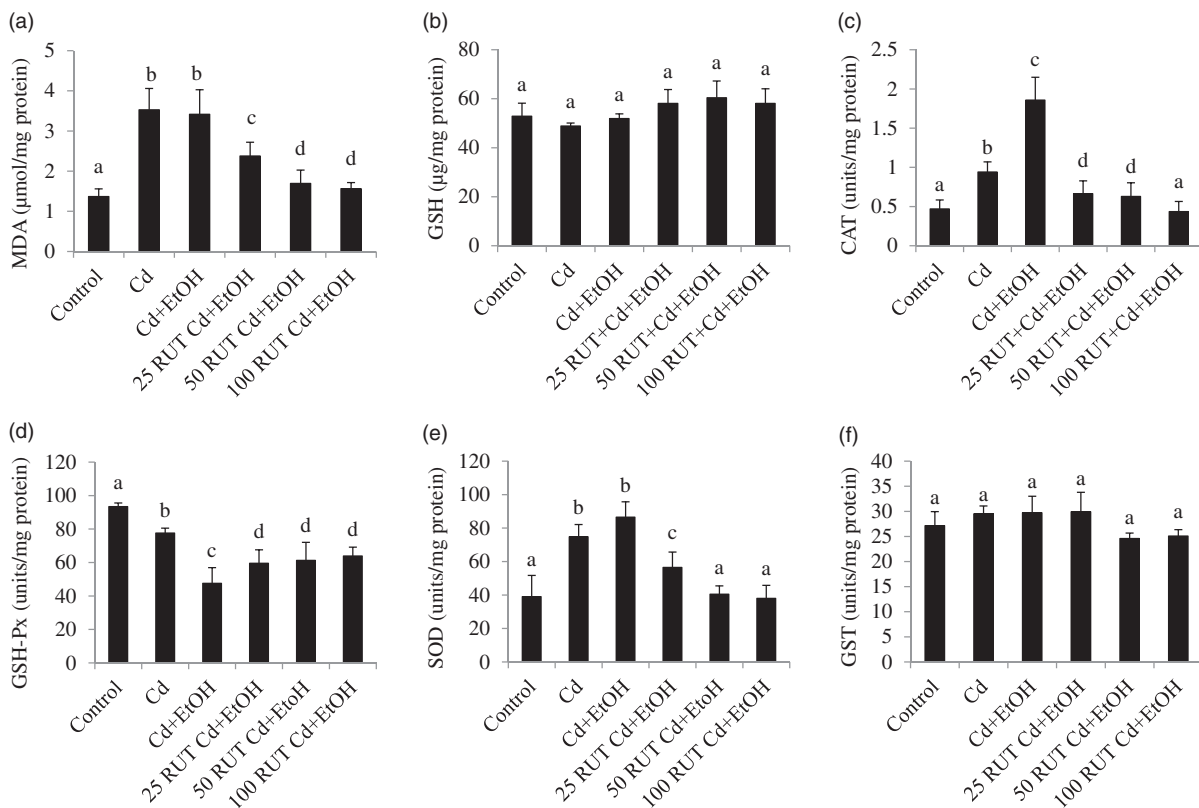 (a)
MDA (µmol/mg protein)
5
4
3
2
1
0
a
b
b
c
d
d
Control
Cd
Cd+EtOH
25 RUT Cd+EtOH
50 RUT Cd+EtOH
100 RUT Cd+EtOH
(b)
GSH (µg/mg protein)
80
60
40
20
0
a
a
a
a
a
a
Control
Cd
Cd+EtOH
25 RUT+Cd+EtOH
50 RUT+Cd+EtOH
100 RUT+Cd+EtOH
(c)
CAT (units/mg protein)
2.5
2
1.5
1
0.5
0
a
b
c
d
d
a
Control
Cd
Cd+EtOH
25 RUT+Cd+EtOH
50 RUT+Cd+EtOH
100 RUT+Cd+EtOH
(d)
GSH-Px (units/mg protein)
120
100
80
60
40
20
0
a
b
c
d
d
d
Control
Cd
Cd+EtOH
25 RUT Cd+EtOH
50 RUT Cd+EtoH
100 RUT Cd+EtOH
(e)
SOD (units/mg protein)
120
100
80
60
40
20
0
a
b
b
c
a
a
Control
Cd
Cd+EtOH
25 RUT Cd+EtOH
50 RUT Cd+EtoH
100 RUT Cd+EtOH
(f)
GST (units/mg protein)
40
35
30
25
20
15
10
5
0
a
a
a
a
a
a
Control
Cd
Cd+EtOH
25 RUT Cd+EtOH
50 RUT Cd+EtOH
100 RUT Cd+EtOH